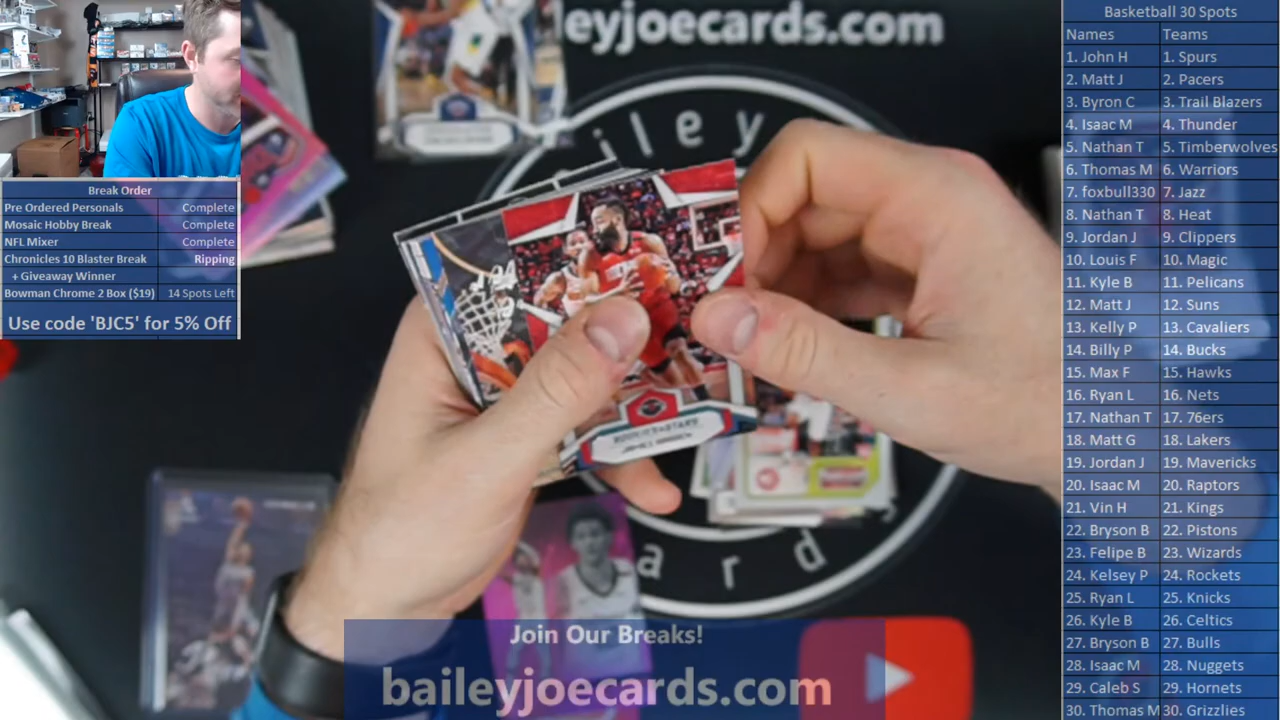 Break Order
Pre Ordered Personals Complete
Mosaic Hobby Break Complete
NFL Mixer Complete
Chronicles 10 Blaster Break Ripping
+ Giveaway Winner
Bowman Chrome 2 Box ($19) 14 Spots Left
Use code 'BJC5' for 5% Off
eyjoecards.com
iley
ard
JAMES HARDEN
Join Our Breaks!
baileyjoecards.com
Basketball 30 Spots
Names Teams
1. John H 1. Spurs
2. Matt J 2. Pacers
3. Byron C 3. Trail Blazers
4. Isaac M 4. Thunder
5. Nathan T 5. Timberwolves
6. Thomas M 6. Warriors
7. foxbull330 7. Jazz
8. Nathan T 8. Heat
9. Jordan J 9. Clippers
10. Louis F 10. Magic
11. Kyle B 11. Pelicans
12. Matt J 12. Suns
13. Kelly P 13. Cavaliers
14. Billy P 14. Bucks
15. Max F 15. Hawks
16. Ryan L 16. Nets
17. Nathan T 17. 76ers
18. Matt G 18. Lakers
19. Jordan J 19. Mavericks
20. Isaac M 20. Raptors
21. Vin H 21. Kings
22. Bryson B 22. Pistons
23. Felipe B 23. Wizards
24. Kelsey P 24. Rockets
25. Ryan L 25. Knicks
26. Kyle B 26. Celtics
27. Bryson B 27. Bulls
28. Isaac M 28. Nuggets
29. Caleb S 29. Hornets
30. Thomas M 30. Grizzlies